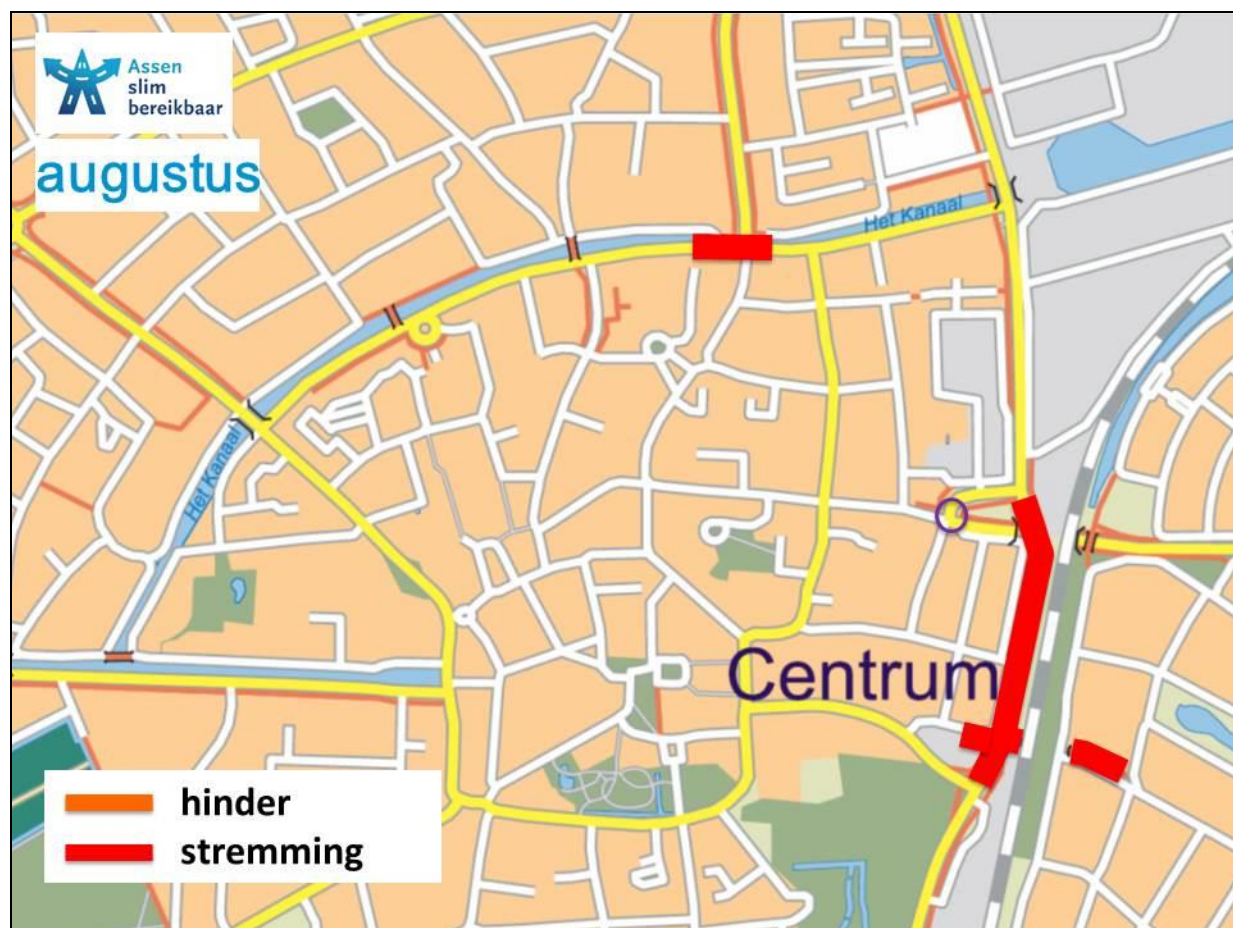 Assen
slim
bereikbaar
augustus
Het Kanaal
Het Kanaal
Centrum
hinder
stremming